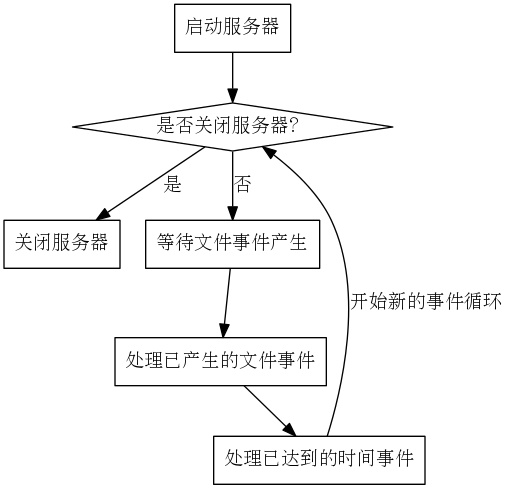 启动服务器
是否关闭服务器?
是
否
关闭服务器
等待文件事件产生
开始新的事件循环
处理已产生的文件事件
处理已达到的时间事件